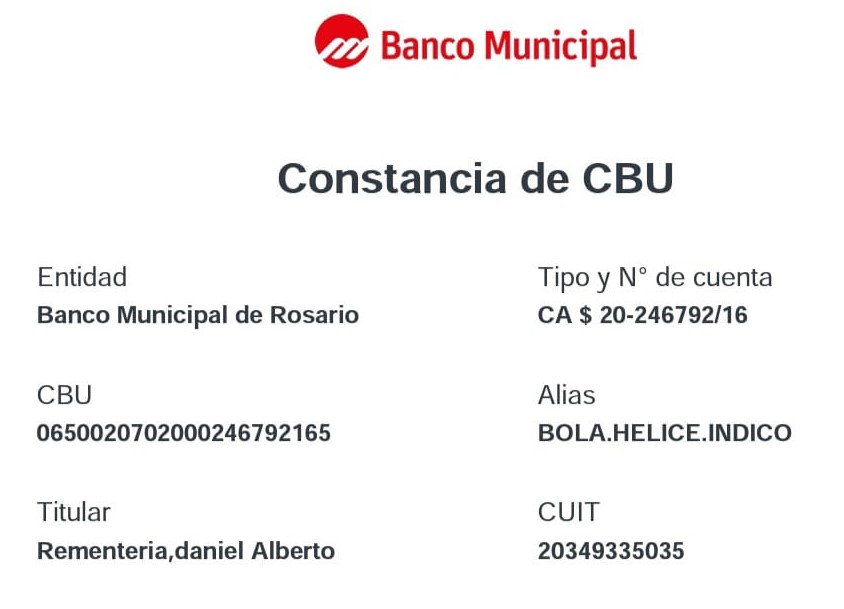 Banco Municipal
Constancia de CBU
Entidad
Banco Municipal de Rosario
Tipo y N° de cuenta
CA $ 20-246792/16
CBU
0650020702000246792165
Alias
BOLA.HELICE.INDICO
Titular
Rementeria,daniel Alberto
CUIT
20349335035